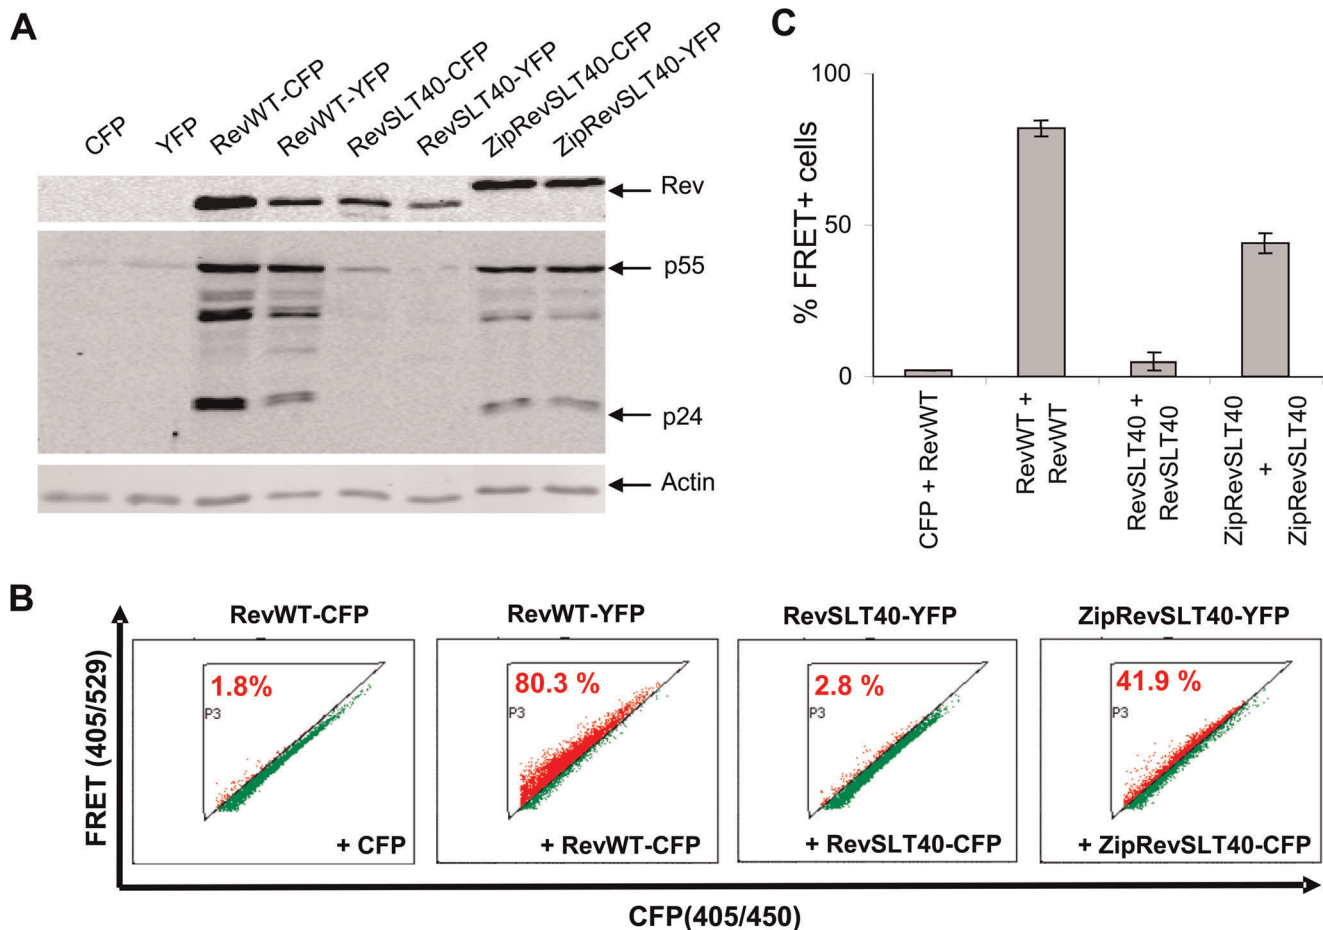 A
CFP
YFP
RevWT-CFP
RevWT-YFP
RevSLT40-CFP
RevSLT40-YFP
ZipRevSLT40-CFP
ZipRevSLT40-YFP
Rev
p55
p24
Actin
C
% FRET+ cells
100
50
0
CFP + RevWT
RevWT +
RevWT
RevSLT40 +
RevSLT40
ZipRevSLT40
+
ZipRevSLT40
B
FRET (405/529)
RevWT-CFP
1.8%
P3
+ CFP
RevWT-YFP
80.3 %
P3
+ RevWT-CFP
RevSLT40-YFP
2.8 %
P3
+ RevSLT40-CFP
ZipRevSLT40-YFP
41.9 %
P3
+ ZipRevSLT40-CFP
CFP(405/450)